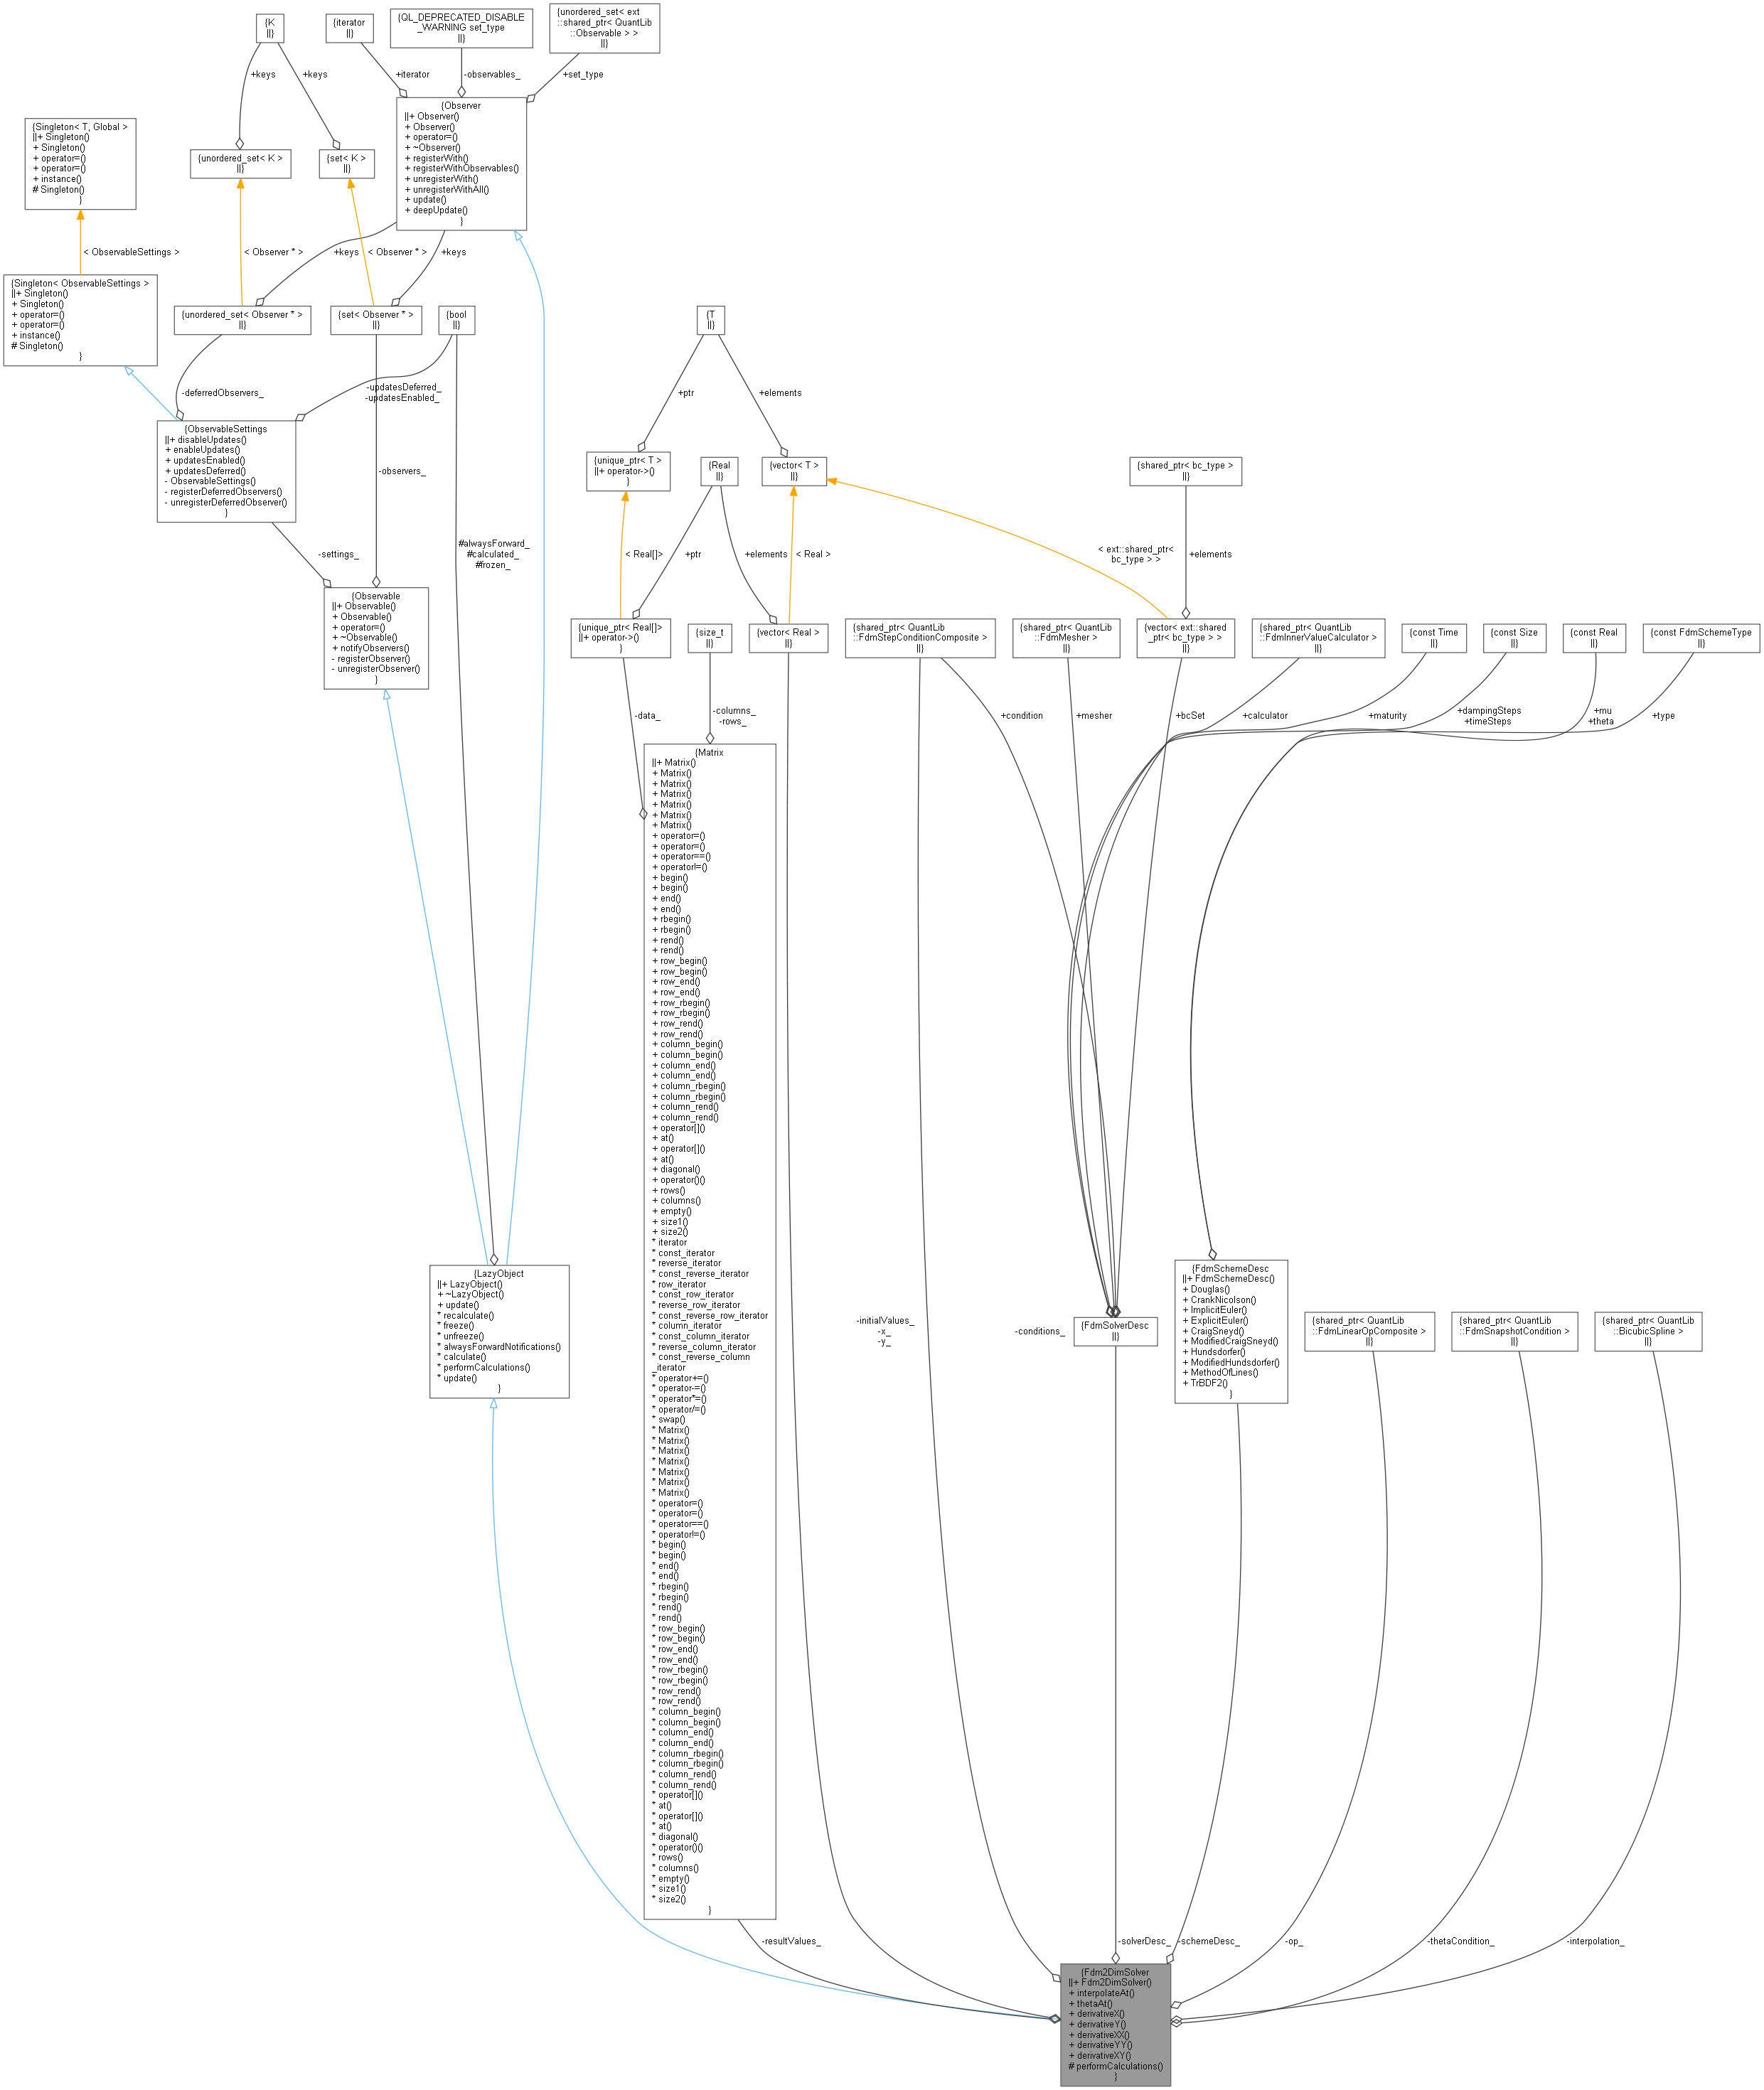 {K
||}
{iterator
||}
{QL_DEPRECATED_DISABLE
_WARNING set_type
||}
{unordered_set< ext
::shared_ptr< QuantLib
::Observable > >
||}
+keys
+keys
+iterator
-observables_
+set_type
{Singleton< T, Global >
||+ Singleton()
+ Singleton()
+ operator=()
+ operator=()
+ instance()
# Singleton()
}
{unordered_set< K >
||}
{set< K >
||}
{Observer
||+ Observer()
+ Observer()
+ operator=()
+ ~Observer()
+ registerWith()
+ registerWithObservables()
+ unregisterWith()
+ unregisterWithAll()
+ update()
+ deepUpdate()
}
< ObservableSettings >
< Observer * >
+keys
< Observer * >
+keys
{Singleton< ObservableSettings >
||+ Singleton()
+ Singleton()
+ operator=()
+ operator=()
+ instance()
# Singleton()
}
{unordered_set< Observer * >
||}
{set< Observer * >
||}
{bool
||}
{T
||}
-deferredObservers_
-updatesDeferred_
-updatesEnabled_
+ptr
+elements
{ObservableSettings
||+ disableUpdates()
+ enableUpdates()
+ updatesEnabled()
+ updatesDeferred()
- ObservableSettings()
- registerDeferredObservers()
- unregisterDeferredObserver()
}
-observers_
{unique_ptr< T >
||+ operator->()
}
{Real
||}
{vector< T >
||}
{shared_ptr< bc_type >
||}
-settings_
#alwaysForward_
#calculated_
#frozen_
< Real[]>
+ptr
+elements
< Real >
< ext::shared_ptr<
bc_type > >
+elements
{Observable
||+ Observable()
+ Observable()
+ operator=()
+ ~Observable()
+ notifyObservers()
- registerObserver()
- unregisterObserver()
}
{unique_ptr< Real[]>
||+ operator->()
}
{size_t
||}
{vector< Real >
||}
{shared_ptr< QuantLib
::FdmStepConditionComposite >
||}
{shared_ptr< QuantLib
::FdmMesher >
||}
{vector< ext::shared
_ptr< bc_type > >
||}
{shared_ptr< QuantLib
::FdmInnerValueCalculator >
||}
{const Time
||}
{const Size
||}
{const Real
||}
{const FdmSchemeType
||}
-data_
-columns_
-rows_
+condition
+mesher
+bcSet
+calculator
+maturity
+dampingSteps
+timeSteps
+mu
+theta
+type
{Matrix
||+ Matrix()
+ Matrix()
+ Matrix()
+ Matrix()
+ Matrix()
+ Matrix()
+ Matrix()
+ operator=()
+ operator=()
+ operator==()
+ operator!=()
+ begin()
+ begin()
+ end()
+ end()
+ rbegin()
+ rbegin()
+ rend()
+ rend()
+ row_begin()
+ row_begin()
+ row_end()
+ row_end()
+ row_rbegin()
+ row_rbegin()
+ row_rend()
+ row_rend()
+ column_begin()
+ column_begin()
+ column_end()
+ column_end()
+ column_rbegin()
+ column_rbegin()
+ column_rend()
+ column_rend()
+ operator[]()
+ at()
+ operator[]()
+ at()
+ diagonal()
+ operator()()
+ rows()
+ columns()
+ empty()
+ size1()
+ size2()
* iterator
* const_iterator
* reverse_iterator
* const_reverse_iterator
* row_iterator
* const_row_iterator
* reverse_row_iterator
* const_reverse_row_iterator
* column_iterator
* const_column_iterator
* reverse_column_iterator
* const_reverse_column
_iterator
* operator+=()
* operator-=()
* operator*=()
* operator/=()
* swap()
* Matrix()
* Matrix()
* Matrix()
* Matrix()
* Matrix()
* Matrix()
* Matrix()
* operator=()
* operator=()
* operator==()
* operator!=()
* begin()
* begin()
* end()
* end()
* rbegin()
* rbegin()
* rend()
* rend()
* row_begin()
* row_begin()
* row_end()
* row_end()
* row_rbegin()
* row_rbegin()
* row_rend()
* row_rend()
* column_begin()
* column_begin()
* column_end()
* column_end()
* column_rbegin()
* column_rbegin()
* column_rend()
* column_rend()
* operator[]()
* at()
* operator[]()
* at()
* diagonal()
* operator()()
* rows()
* columns()
* empty()
* size1()
* size2()
}
{LazyObject
||+ LazyObject()
+ ~LazyObject()
+ update()
* recalculate()
* freeze()
* unfreeze()
* alwaysForwardNotifications()
* calculate()
* performCalculations()
* update()
}
-initialValues_
-x_
-y_
-conditions_
{FdmSolverDesc
||}
{FdmSchemeDesc
||+ FdmSchemeDesc()
+ Douglas()
+ CrankNicolson()
+ ImplicitEuler()
+ ExplicitEuler()
+ CraigSneyd()
+ ModifiedCraigSneyd()
+ Hundsdorfer()
+ ModifiedHundsdorfer()
+ MethodOfLines()
+ TrBDF2()
}
{shared_ptr< QuantLib
::FdmLinearOpComposite >
||}
{shared_ptr< QuantLib
::FdmSnapshotCondition >
||}
{shared_ptr< QuantLib
::BicubicSpline >
||}
-resultValues_
-solverDesc_
-schemeDesc_
-op_
-thetaCondition_
-interpolation_
{Fdm2DimSolver
||+ Fdm2DimSolver()
+ interpolateAt()
+ thetaAt()
+ derivativeX()
+ derivativeY()
+ derivativeXX()
+ derivativeYY()
+ derivativeXY()
# performCalculations()
}